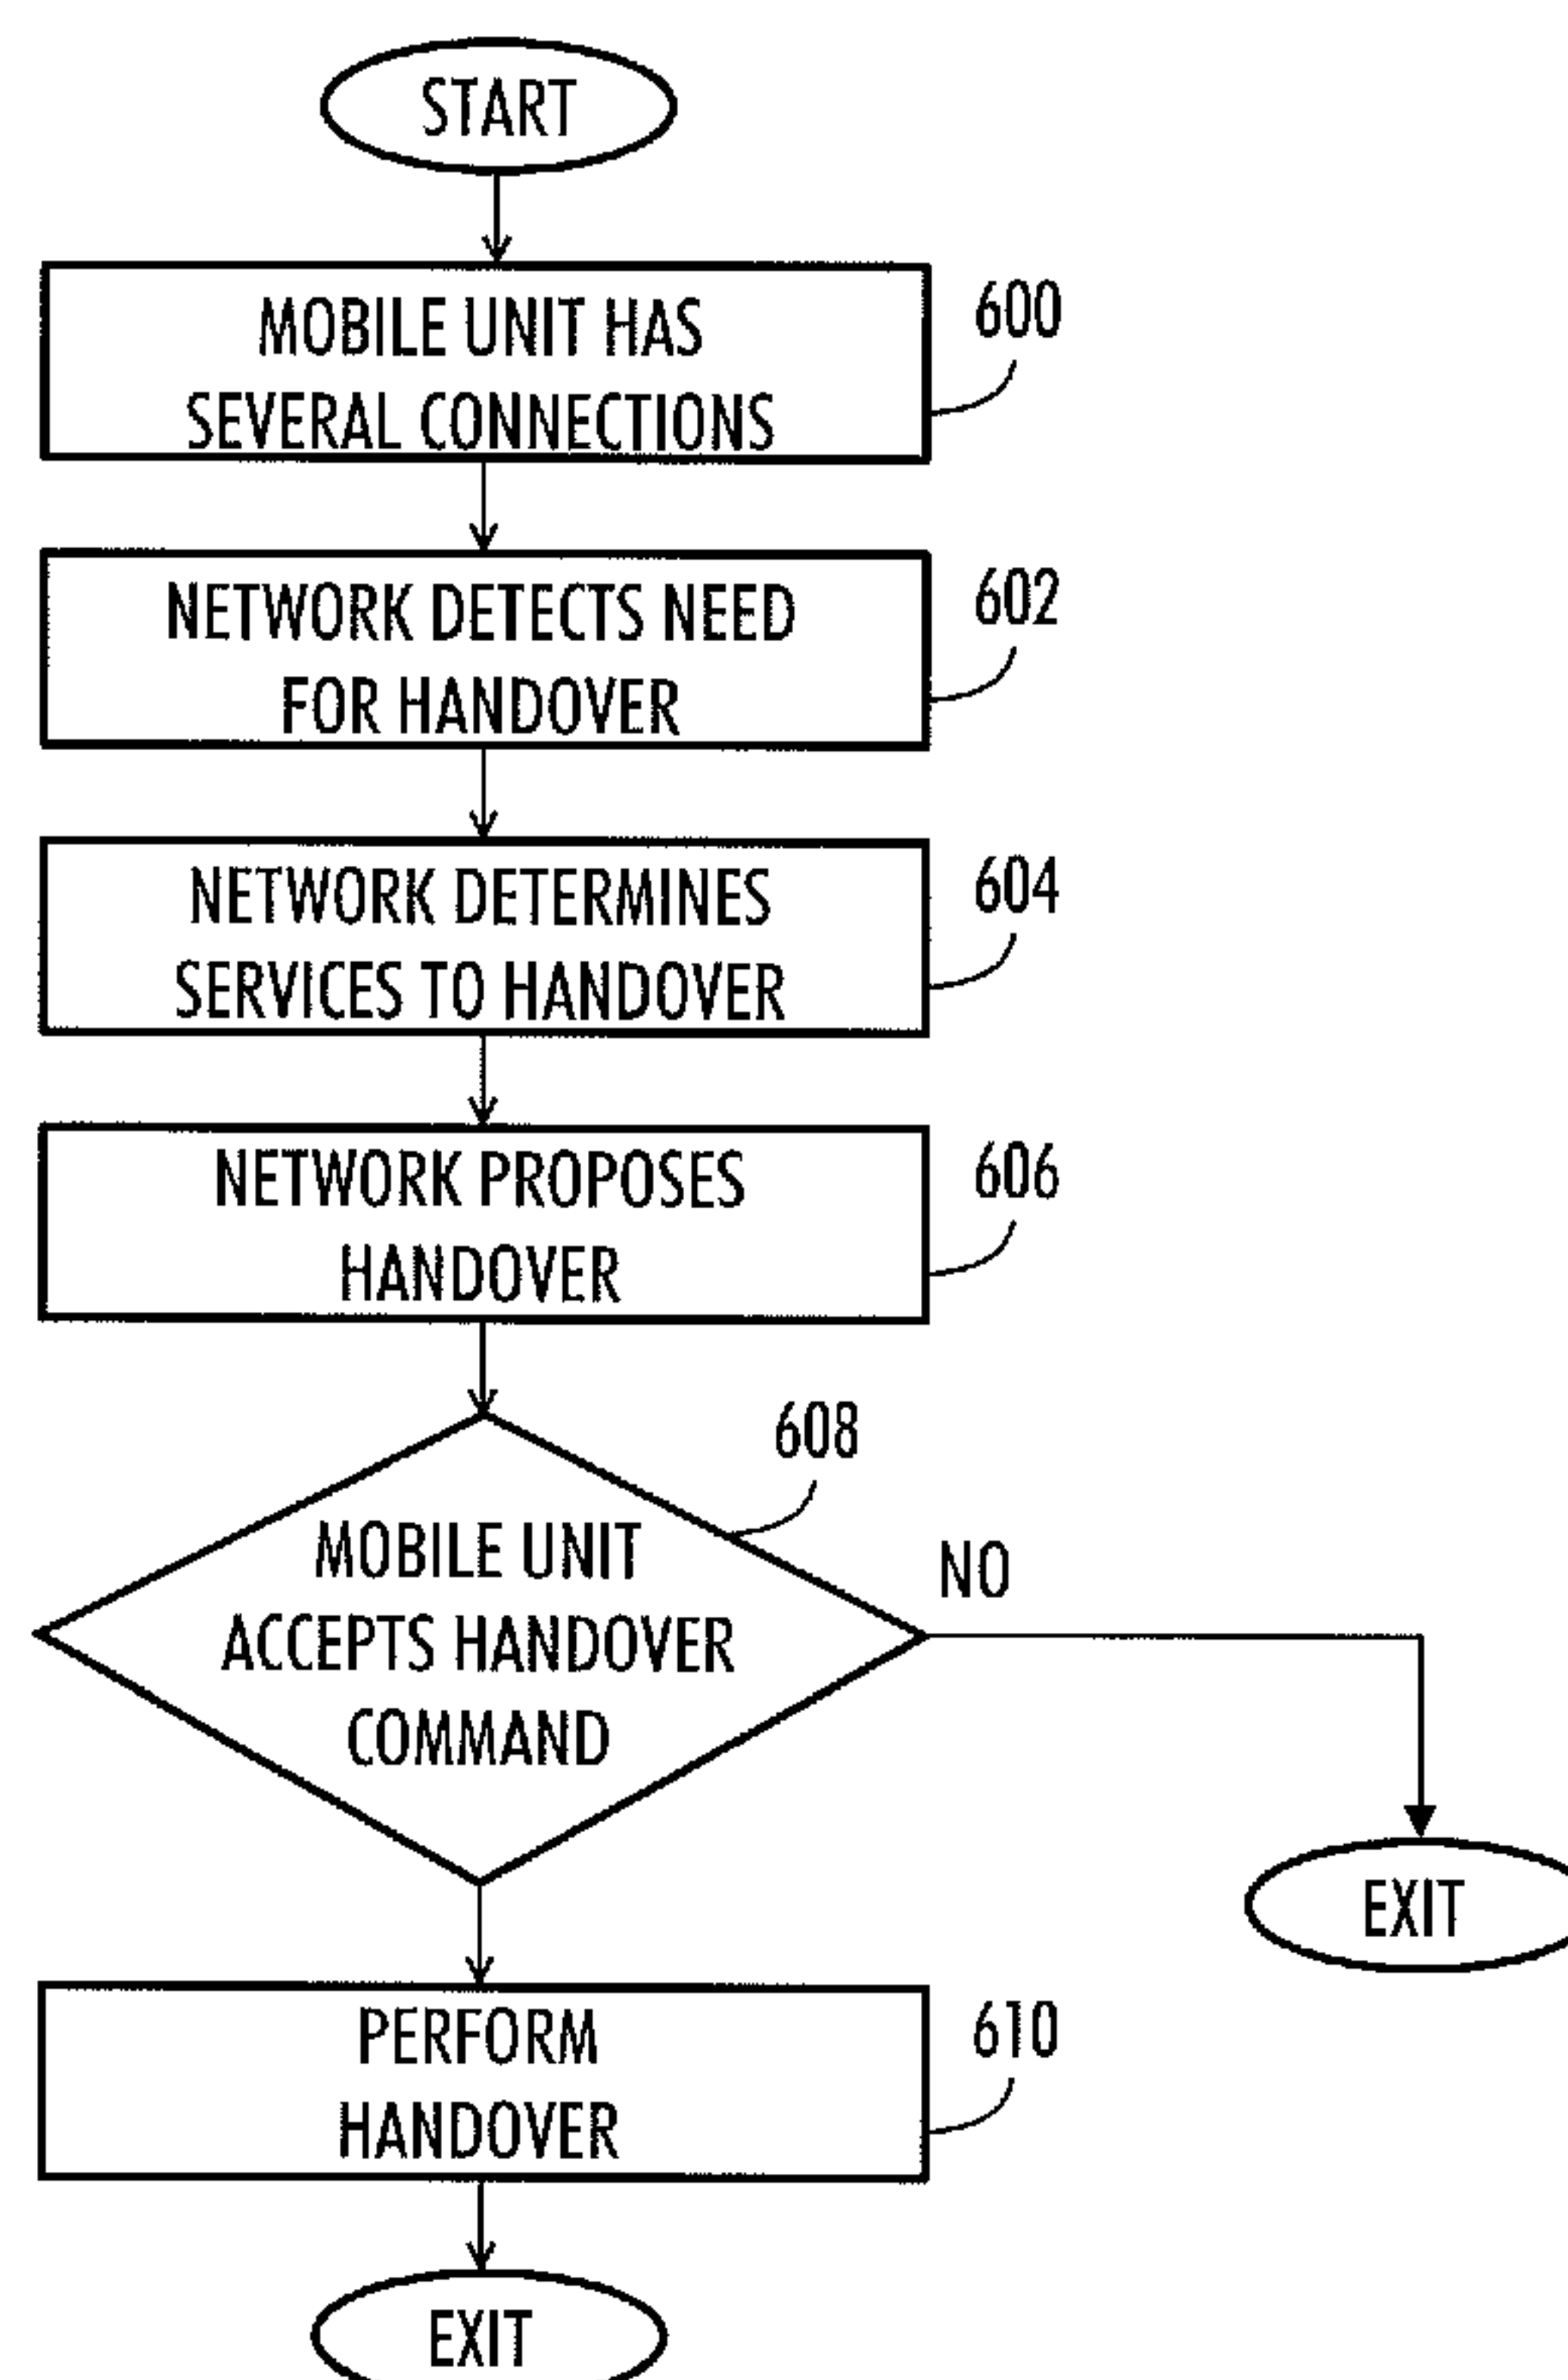 START
MOBILE UNIT HAS
SEVERAL CONNECTIONS
600
NETWORK DETECTS NEED
FOR HANDOVER
602
NETWORK DETERMINES
SERVICES TO HANDOVER
604
NETWORK PROPOSES
HANDOVER
606
608
MOBILE UNIT
ACCEPTS HANDOVER
COMMAND
NO
EXIT
PERFORM
HANDOVER
610
EXIT